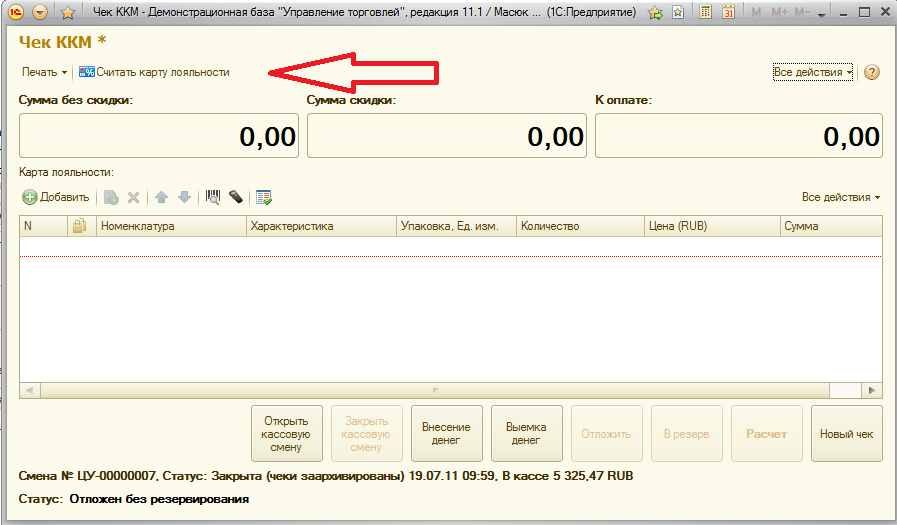 Чек ККМ - Демонстрационная база "Управление торговлей", редакция 11.1 / Масюк ... (1С:Предприятие)
31 M M+ M-
Чек ККМ *
Печать Считать карту лояльности Все действия ?
Сумма без скидки: Сумма скидки: К оплате:
0,00 0,00 0,00
Карта лояльности:
Добавить Все действия
N Номенклатура Характеристика Упаковка, Ед. изм. Количество Цена (RUB) Сумма
Открыть кассовую смену
Закрыть кассовую смену
Внесение денег
Выемка денег
Отложить
В резерв
Расчет
Новый чек
Смена № ЦУ-00000007, Статус: Закрыта (чеки заархивированы) 19.07.11 09:59, В кассе 5 325,47 RUB
Статус: Отложен без резервирования